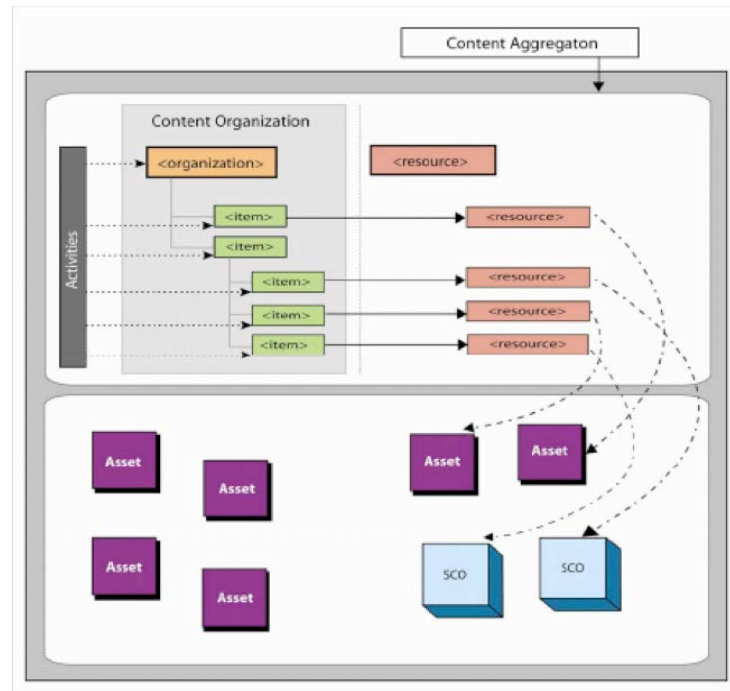 Content Aggregaton
Content Organization
Activities
<organization>
<resource>
<item>
<resource>
<item>
<item>
<resource>
<item>
<resource>
<item>
<resource>
Asset
Asset
Asset
Asset
Asset
Asset
SCO
SCO